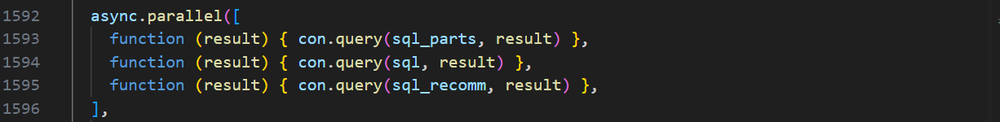 1592 async.parallel([
1593 function (result) { con.query(sql_parts, result) },
1594 function (result) { con.query(sql, result) },
1595 function (result) { con.query(sql_recomm, result) },
1596 ],